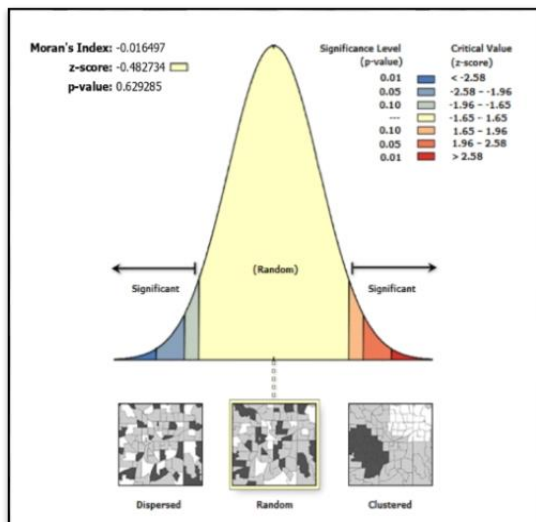 Moran's Index: -0.016497
z-score: -0.482734
p-value: 0.629285
Significance Level
(p-value)
Critical Value
(z-score)
0.01 < -2.58
0.05 -2.58 – -1.96
0.10 -1.96 – -1.65
--- -1.65 – 1.65
0.10 1.65 – 1.96
0.05 1.96 – 2.58
0.01 > 2.58
(Random)
Significant
Significant
Dispersed
Random
Clustered